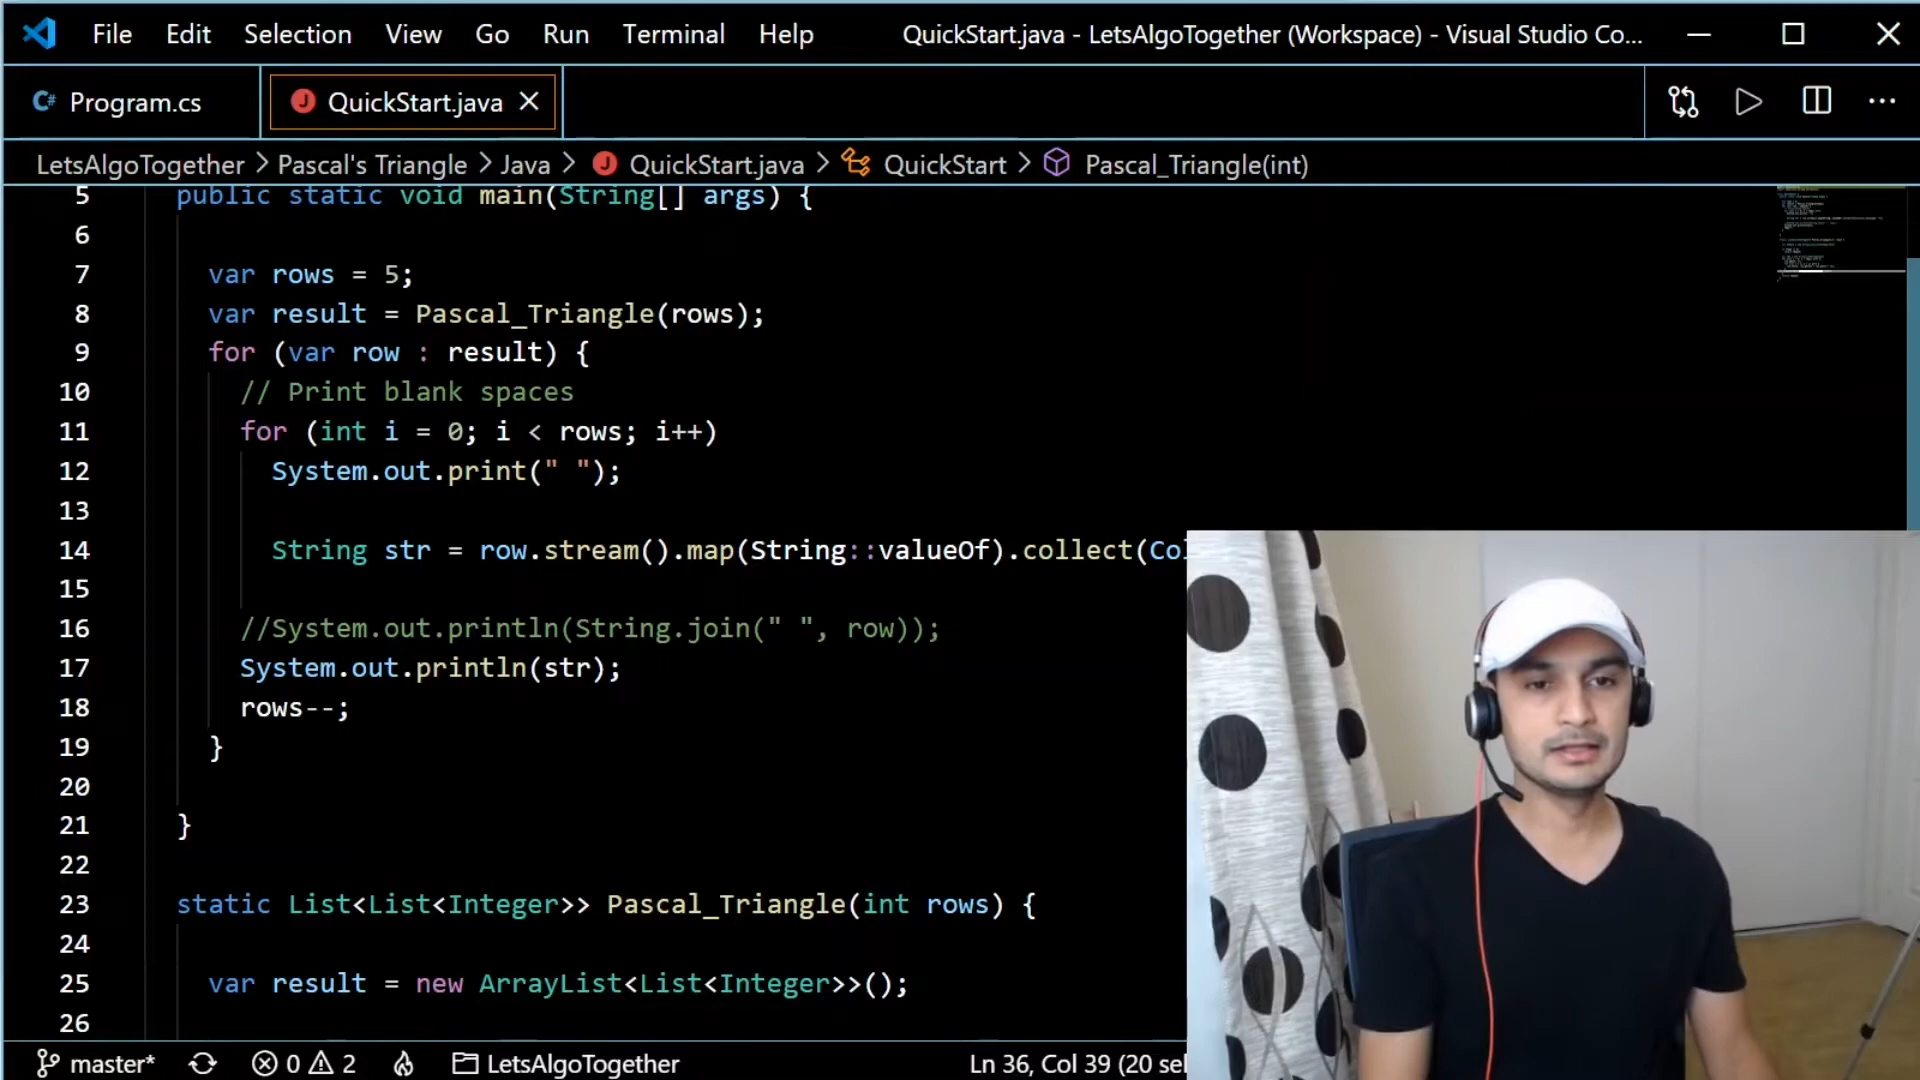 File Edit Selection View Go Run Terminal Help QuickStart.java - LetsAlgoTogether (Workspace) - Visual Studio Co...
C# Program.cs J QuickStart.java
LetsAlgoTogether > Pascal's Triangle > Java > J QuickStart.java > QuickStart > Pascal_Triangle(int)
5 public static void main(String[] args) {
6
7 var rows = 5;
8 var result = Pascal_Triangle(rows);
9 for (var row : result) {
10 // Print blank spaces
11 for (int i = 0; i < rows; i++)
12 System.out.print(" ");
13
14 String str = row.stream().map(String::valueOf).collect(Col
15
16 //System.out.println(String.join(" ", row));
17 System.out.println(str);
18 rows--;
19 }
20
21 }
22
23 static List<List<Integer>> Pascal_Triangle(int rows) {
24
25 var result = new ArrayList<List<Integer>>();
26
master* 0 2 LetsAlgoTogether Ln 36, Col 39 (20 sel